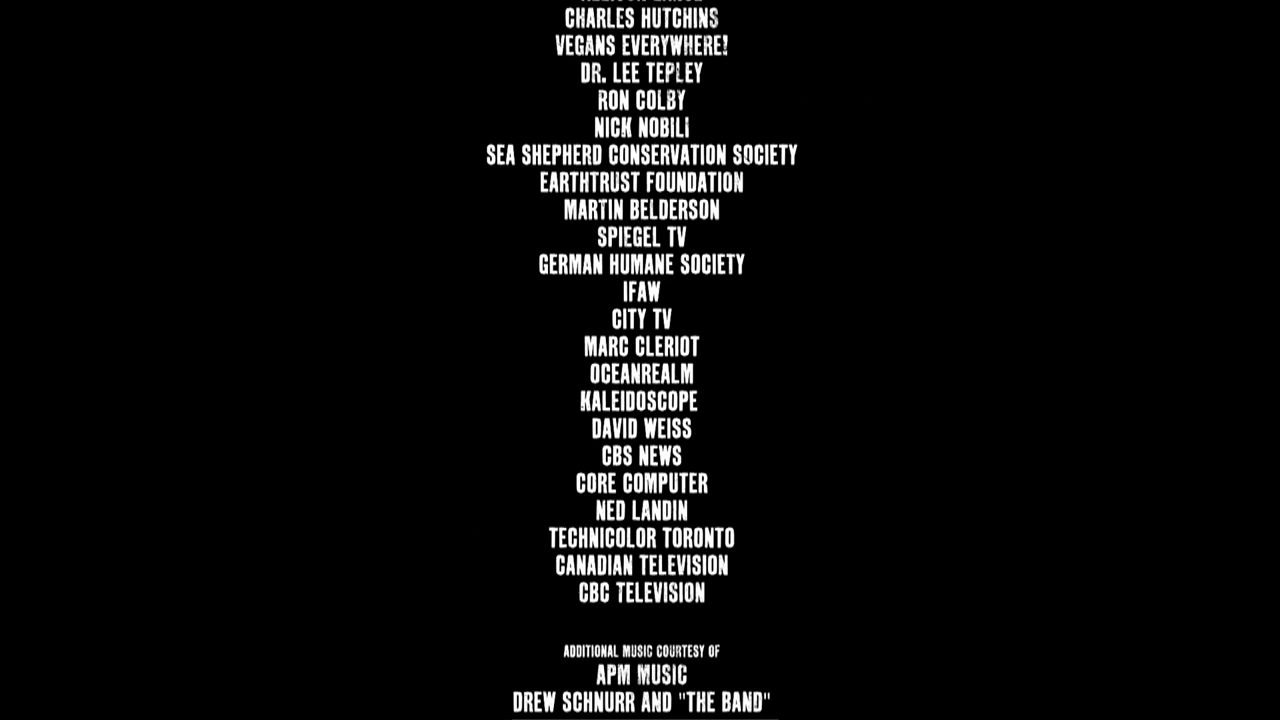 CHARLES HUTCHINS
VEGANS EVERYWHERE!
DR. LEE TEPLEY
RON COLBY
NICK NOBILI
SEA SHEPHERD CONSERVATION SOCIETY
EARTHTRUST FOUNDATION
MARTIN BELDERSON
SPIEGEL TV
GERMAN HUMANE SOCIETY
IFAW
CITY TV
MARC CLERIOT
OCEANREALM
KALEIDOSCOPE
DAVID WEISS
CBS NEWS
CORE COMPUTER
NED LANDIN
TECHNICOLOR TORONTO
CANADIAN TELEVISION
CBC TELEVISION
ADDITIONAL MUSIC COURTESY OF
APM MUSIC
DREW SCHNURR AND "THE BAND"